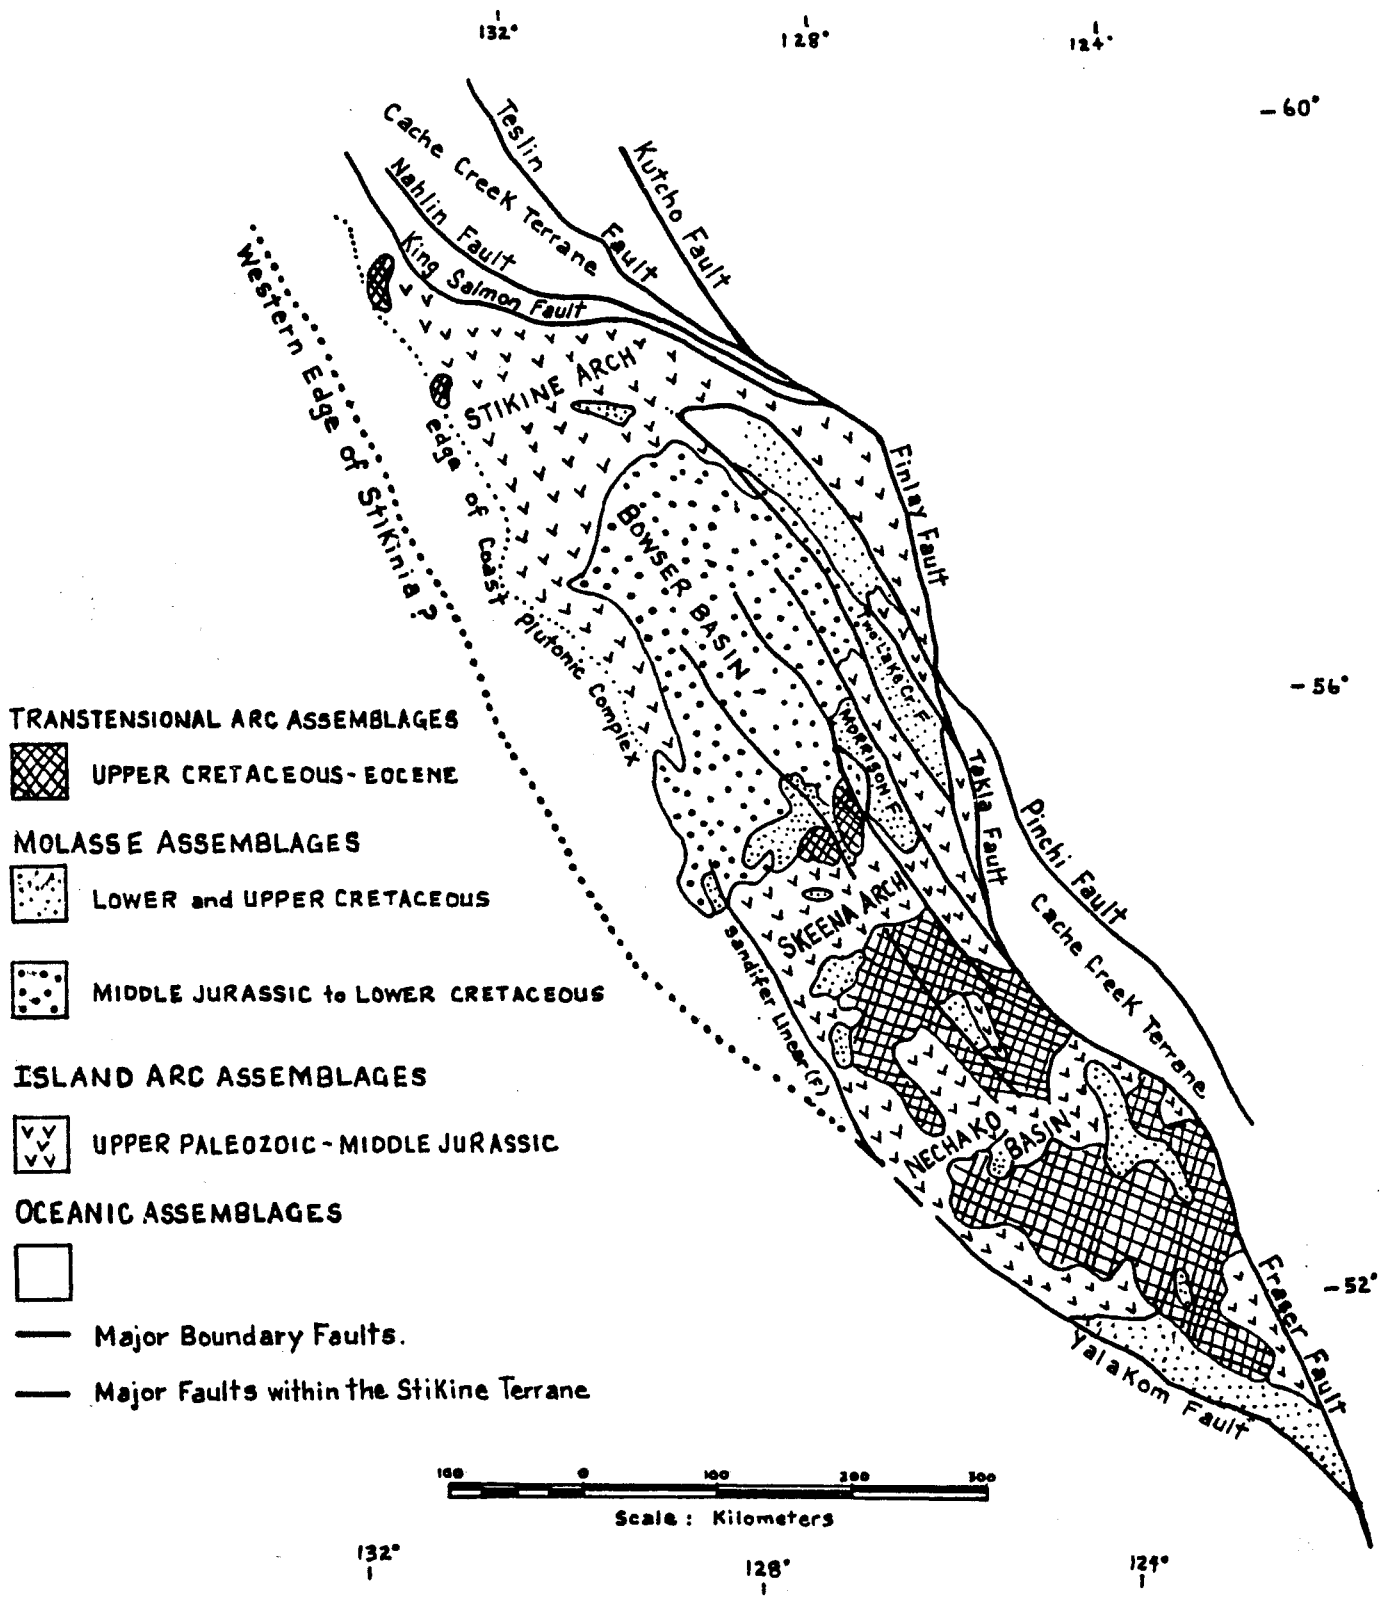 132°
128°
124°
60°
Teslin Fault
Kutcho Fault
Cache Creek Terrane
Nahlin Fault
King Salmon Fault
Western Edge of Stikinia?
STIKINE ARCH
edge of Coast Plutonic Complex
Finlay Fault
BOWSER BASIN
56°
TRANSTENSIONAL ARC ASSEMBLAGES
UPPER CRETACEOUS-EOCENE
MOLASSE ASSEMBLAGES
LOWER and UPPER CRETACEOUS
MIDDLE JURASSIC to LOWER CRETACEOUS
ISLAND ARC ASSEMBLAGES
UPPER PALEOZOIC-MIDDLE JURASSIC
OCEANIC ASSEMBLAGES
Major Boundary Faults.
Major Faults within the Stikine Terrane
Two Lake Cr. F.
MORRISON F.
Takla Fault
Pinchi Fault
Cache Creek Terrane
SKEENA ARCH
Sandifer Linear (F)
NECHAKO BASIN
52°
Fraser Fault
Yalakom Fault
100 0 100 200 300
Scale: Kilometers
132°
128°
124°